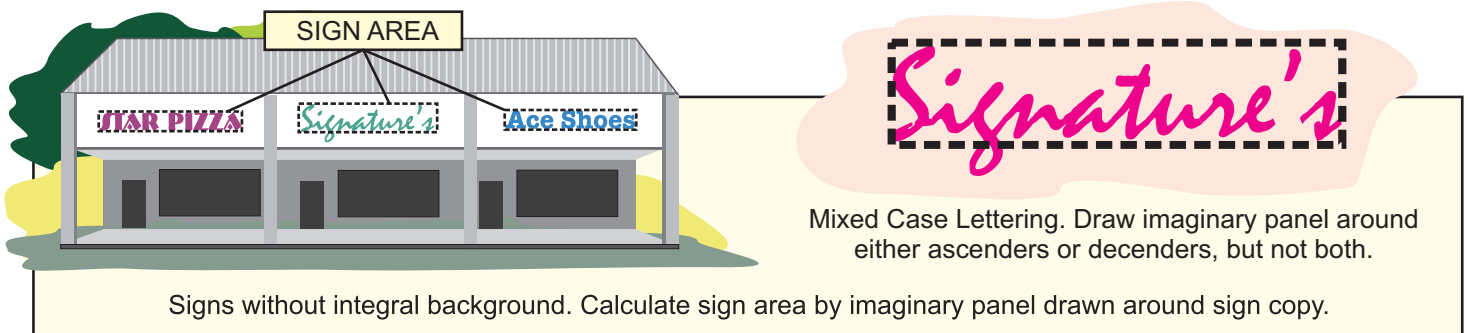 SIGN AREA
STAR PIZZA
Signature's
Ace Shoes
Signature's
Mixed Case Lettering. Draw imaginary panel around
either ascenders or decenders, but not both.
Signs without integral background. Calculate sign area by imaginary panel drawn around sign copy.